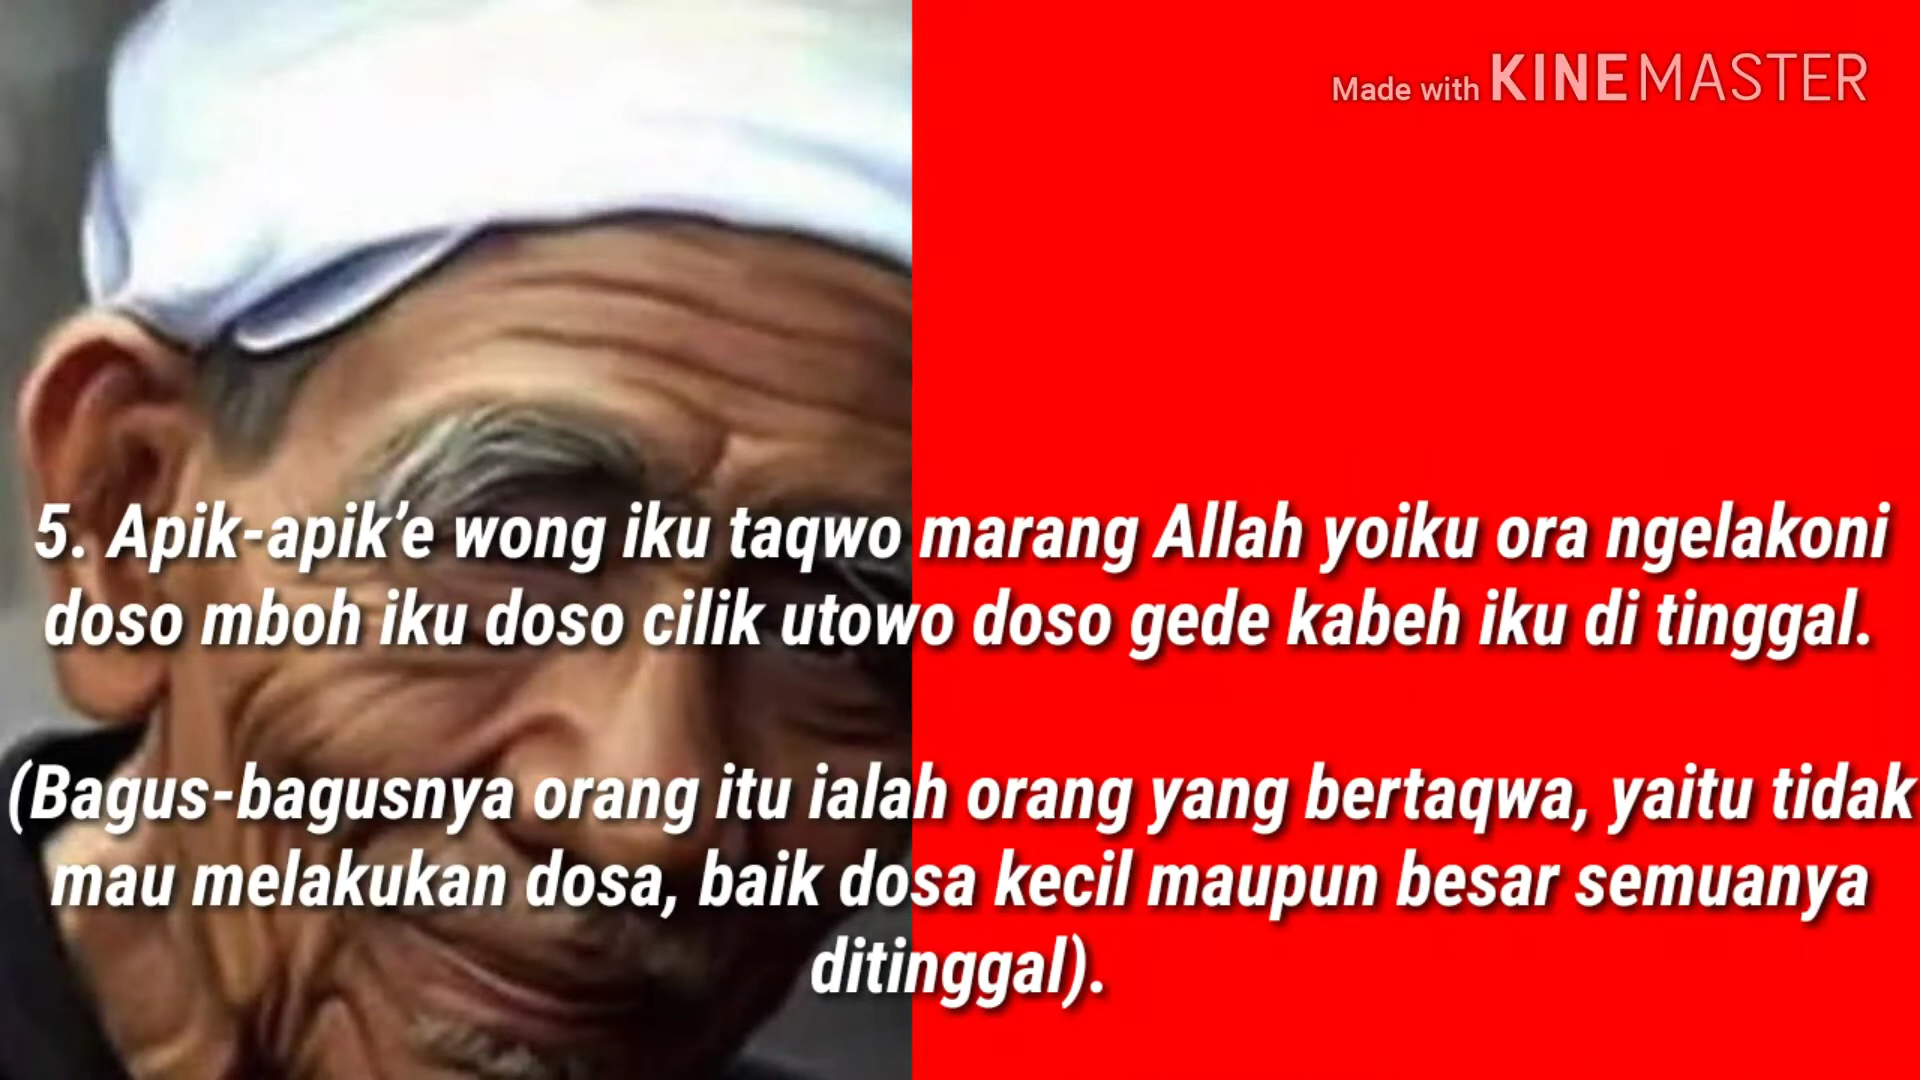 Made with KINEMASTER
5. Apik-apik’e wong iku taqwo marang Allah yoiku ora ngelakoni
doso mboh iku doso cilik utowo doso gede kabeh iku di tinggal.
(Bagus-bagusnya orang itu ialah orang yang bertaqwa, yaitu tidak
mau melakukan dosa, baik dosa kecil maupun besar semuanya
ditinggal).